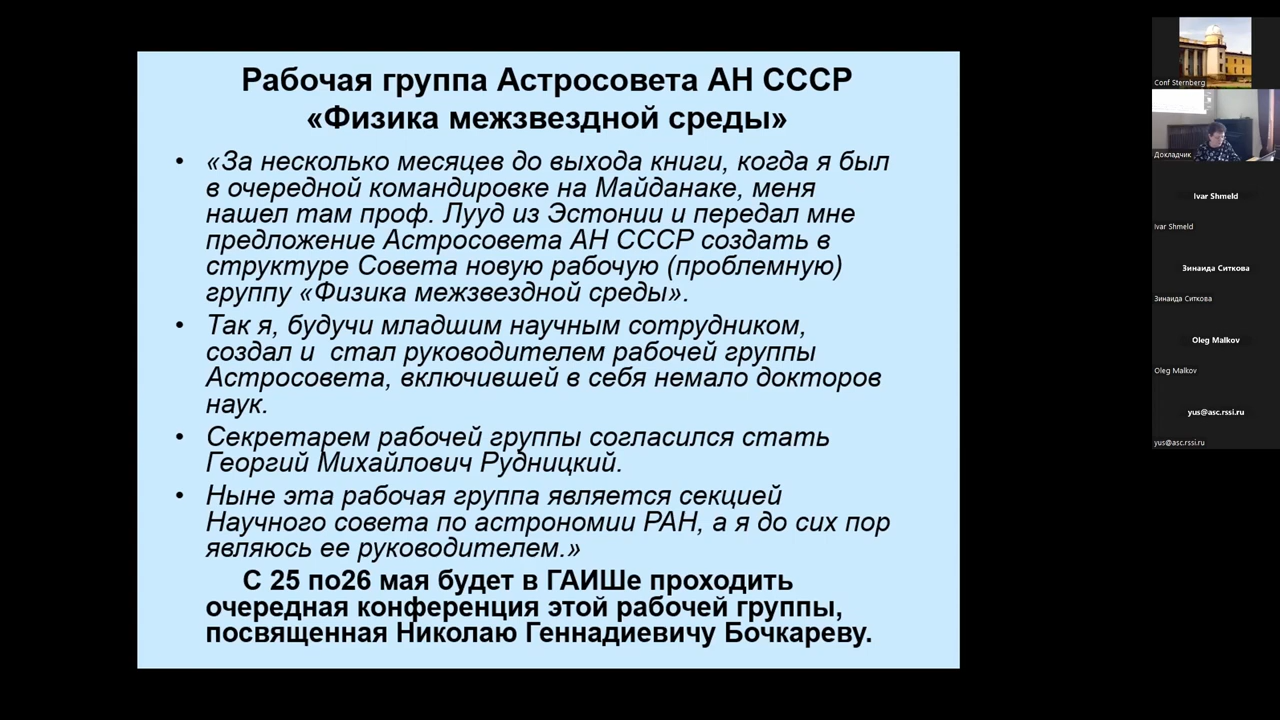 Рабочая группа Астросовета АН СССР
«Физика межзвездной среды»
• «За несколько месяцев до выхода книги, когда я был
в очередной командировке на Майданаке, меня
нашел там проф. Лууд из Эстонии и передал мне
предложение Астросовета АН СССР создать в
структуре Совета новую рабочую (проблемную)
группу «Физика межзвездной среды».
• Так я, будучи младшим научным сотрудником,
создал и стал руководителем рабочей группы
Астросовета, включившей в себя немало докторов
наук.
• Секретарем рабочей группы согласился стать
Георгий Михайлович Рудницкий.
• Ныне эта рабочая группа является секцией
Научного совета по астрономии РАН, а я до сих пор
являюсь ее руководителем.»
С 25 по26 мая будет в ГАИШе проходить
очередная конференция этой рабочей группы,
посвященная Николаю Геннадиевичу Бочкареву.
Conf Sternberg
Докладчик
Ivar Shmeld
Ivar Shmeld
Зинаида Ситкова
Зинаида Ситкова
Oleg Malkov
Oleg Malkov
yus@asc.rssi.ru
yus@asc.rssi.ru